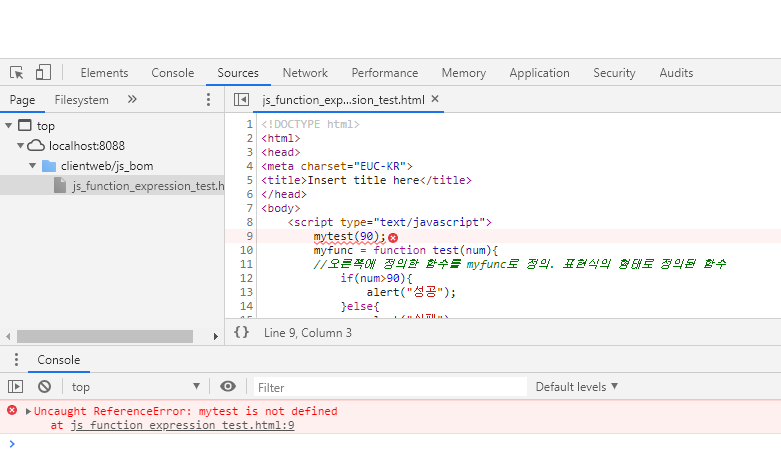 Elements Console Sources Network Performance Memory Application Security Audits
Page Filesystem » js_function_exp…sion_test.html ×
top
localhost:8088
clientweb/js_bom
js_function_expression_test.h
1 <!DOCTYPE html>
2 <html>
3 <head>
4 <meta charset="EUC-KR">
5 <title>Insert title here</title>
6 </head>
7 <body>
8 <script type="text/javascript">
9 mytest(90);
10 myfunc = function test(num){
11 //오른쪽에 정의한 함수를 myfunc로 정의. 표현식의 형태로 정의된 함수
12 if(num>90){
13 alert("성공");
14 }else{
{} Line 9, Column 3
Console
top Filter Default levels ▼
Uncaught ReferenceError: mytest is not defined
at js_function_expression_test.html:9
>